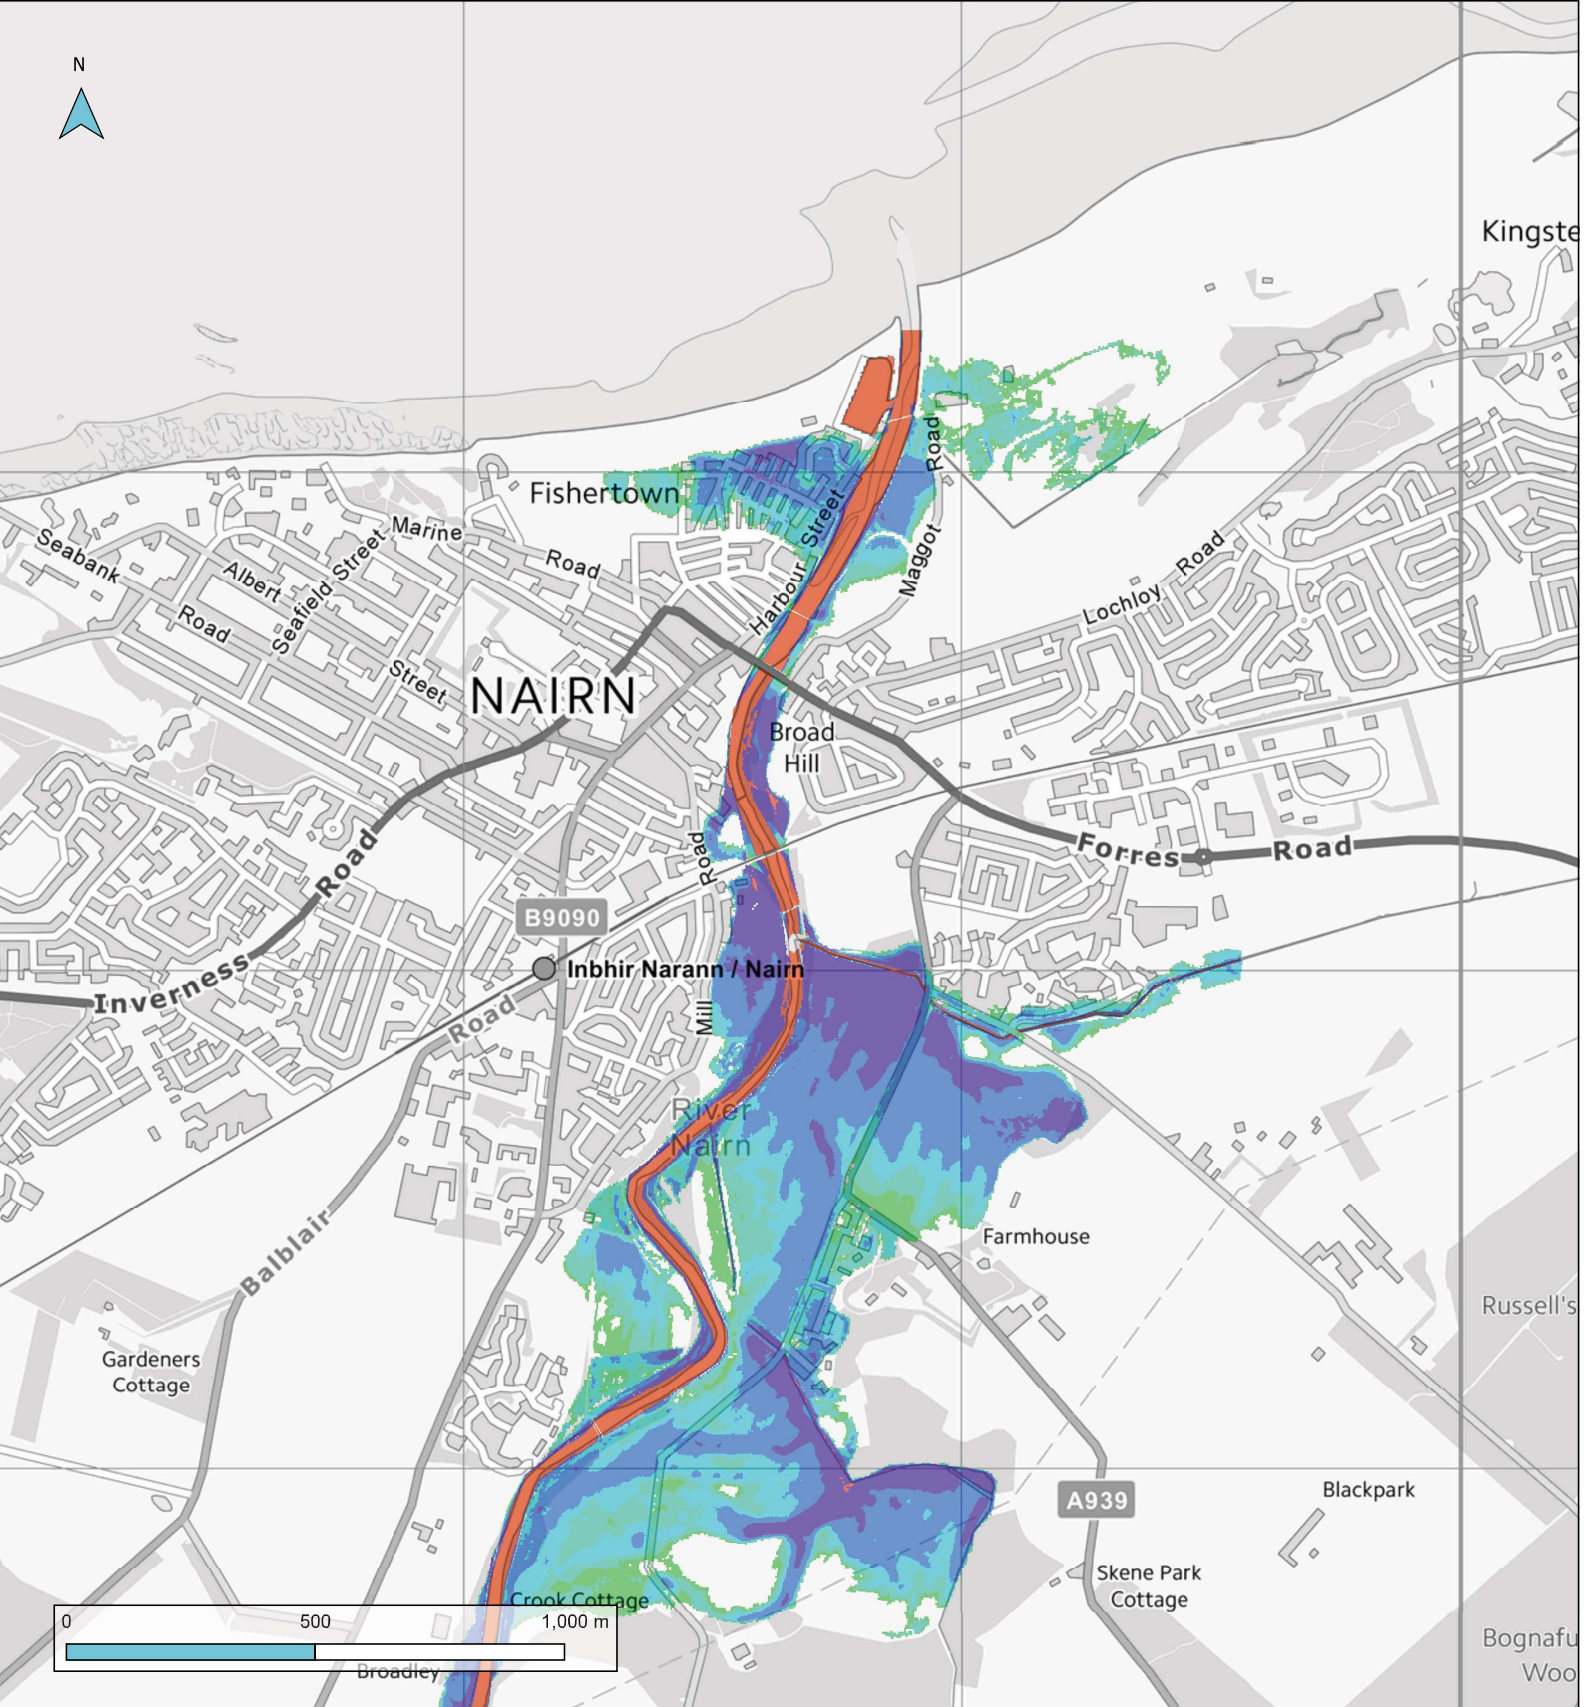 N
Kingste
Road
Fishertown
Street
Marine
Seabank
Albert
Seafield Street
Road
Maggot
Harbour
Lochloy Road
Road
Street
NAIRN
Broad
Hill
Road
Forres Road
Inverness Road
B9090
Inbhir Narann / Nairn
Road
Mill
River
Nairn
Balblair
Farmhouse
Russell's
Gardeners
Cottage
A939
Blackpark
Skene Park
Cottage
Crook Cottage
0 500 1,000 m
Broadley
Bognafu
Woo